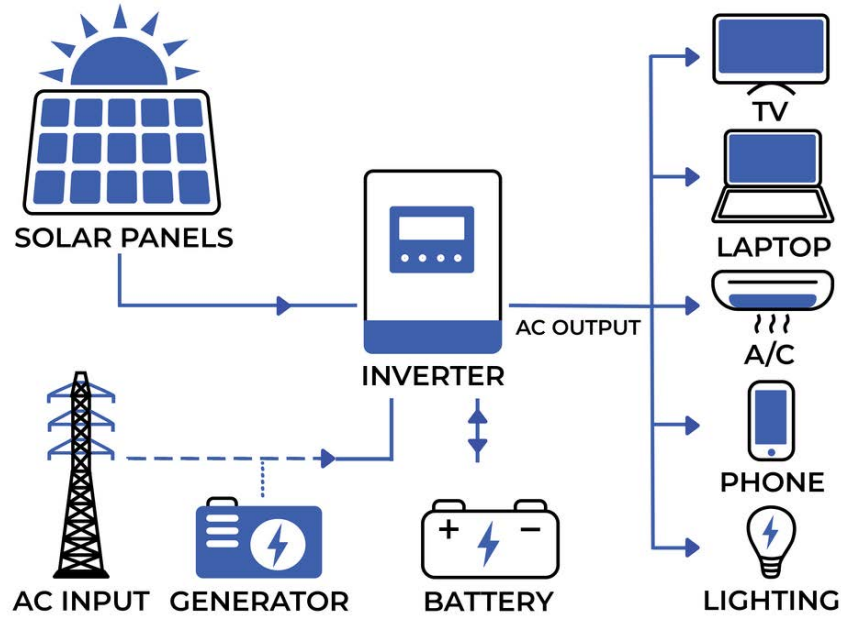 TV
LAPTOP
SOLAR PANELS
AC OUTPUT
A/C
INVERTER
PHONE
+ −
AC INPUT
GENERATOR
BATTERY
LIGHTING